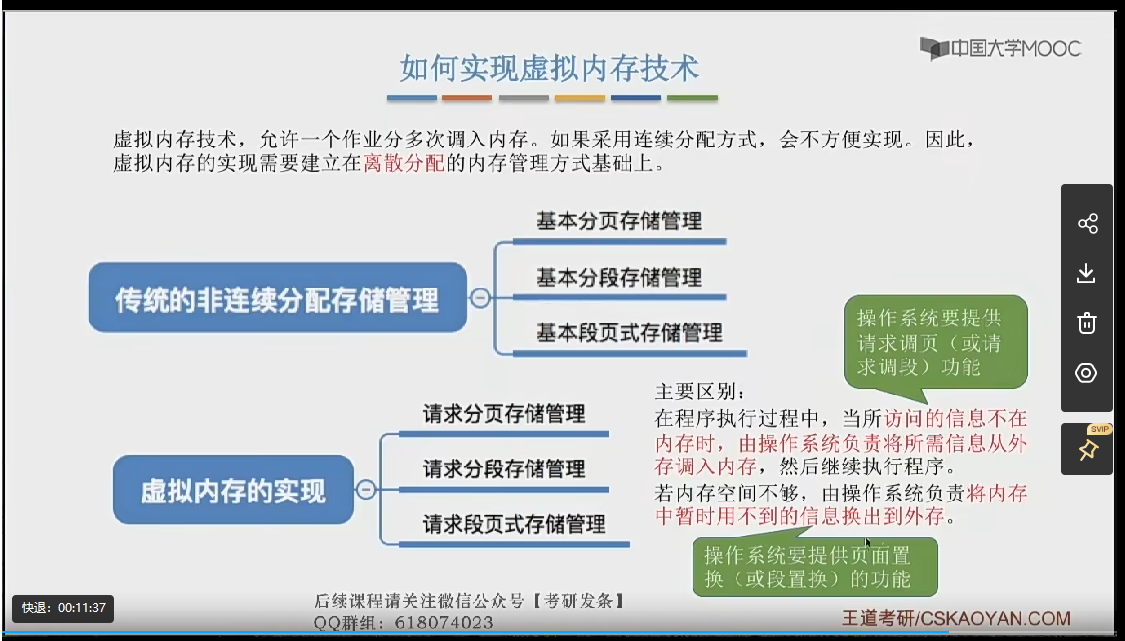 中国大学MOOC
如何实现虚拟内存技术
虚拟内存技术，允许一个作业分多次调入内存。如果采用连续分配方式，会不方便实现。因此，
虚拟内存的实现需要建立在离散分配的内存管理方式基础上。
传统的非连续分配存储管理
基本分页存储管理
基本分段存储管理
基本段页式存储管理
操作系统要提供
请求调页（或请
求调段）功能
虚拟内存的实现
请求分页存储管理
请求分段存储管理
请求段页式存储管理
主要区别：
在程序执行过程中，当所访问的信息不在
内存时，由操作系统负责将所需信息从外
存调入内存，然后继续执行程序。
若内存空间不够，由操作系统负责将内存
中暂时用不到的信息换出到外存。
操作系统要提供页面置
换（或段置换）的功能
SVIP
快退：00:11:37
后续课程请关注微信公众号【考研发条】
QQ群组：618074023
王道考研/CSKAOYAN.COM